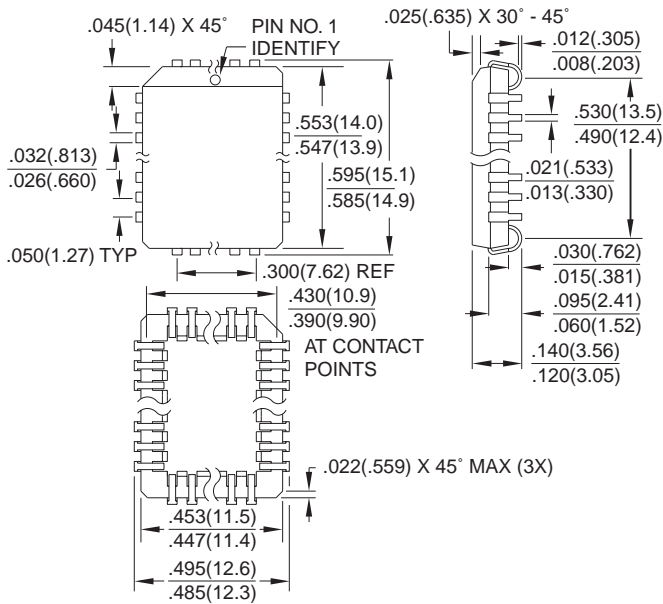 .045(1.14) X 45°
PIN NO. 1
IDENTIFY
.025(.635) X 30° - 45°
.012(.305)
.008(.203)
.553(14.0)
.547(13.9)
.530(13.5)
.490(12.4)
.032(.813)
.026(.660)
.595(15.1)
.585(14.9)
.021(.533)
.013(.330)
.050(1.27) TYP
.300(7.62) REF
.030(.762)
.015(.381)
.430(10.9)
.390(9.90)
AT CONTACT
POINTS
.095(2.41)
.060(1.52)
.140(3.56)
.120(3.05)
.022(.559) X 45° MAX (3X)
.453(11.5)
.447(11.4)
.495(12.6)
.485(12.3)